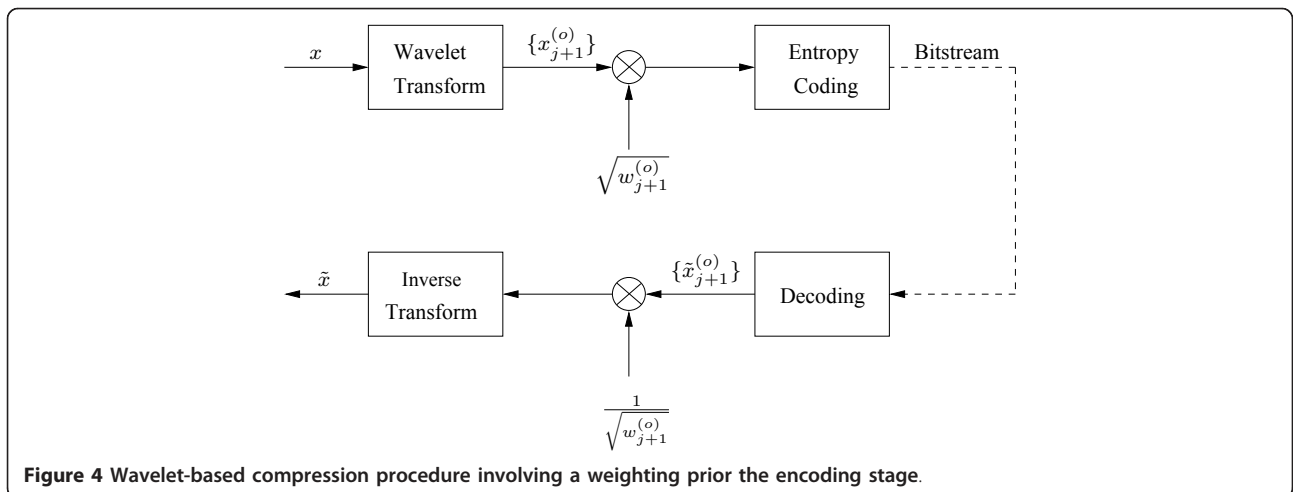 x
Wavelet
Transform
{x_{j+1}^{(o)}}
Entropy
Coding
Bitstream
√w_{j+1}^{(o)}
x̃
Inverse
Transform
{x̃_{j+1}^{(o)}}
Decoding
1/√w_{j+1}^{(o)}
Figure 4 Wavelet-based compression procedure involving a weighting prior the encoding stage.